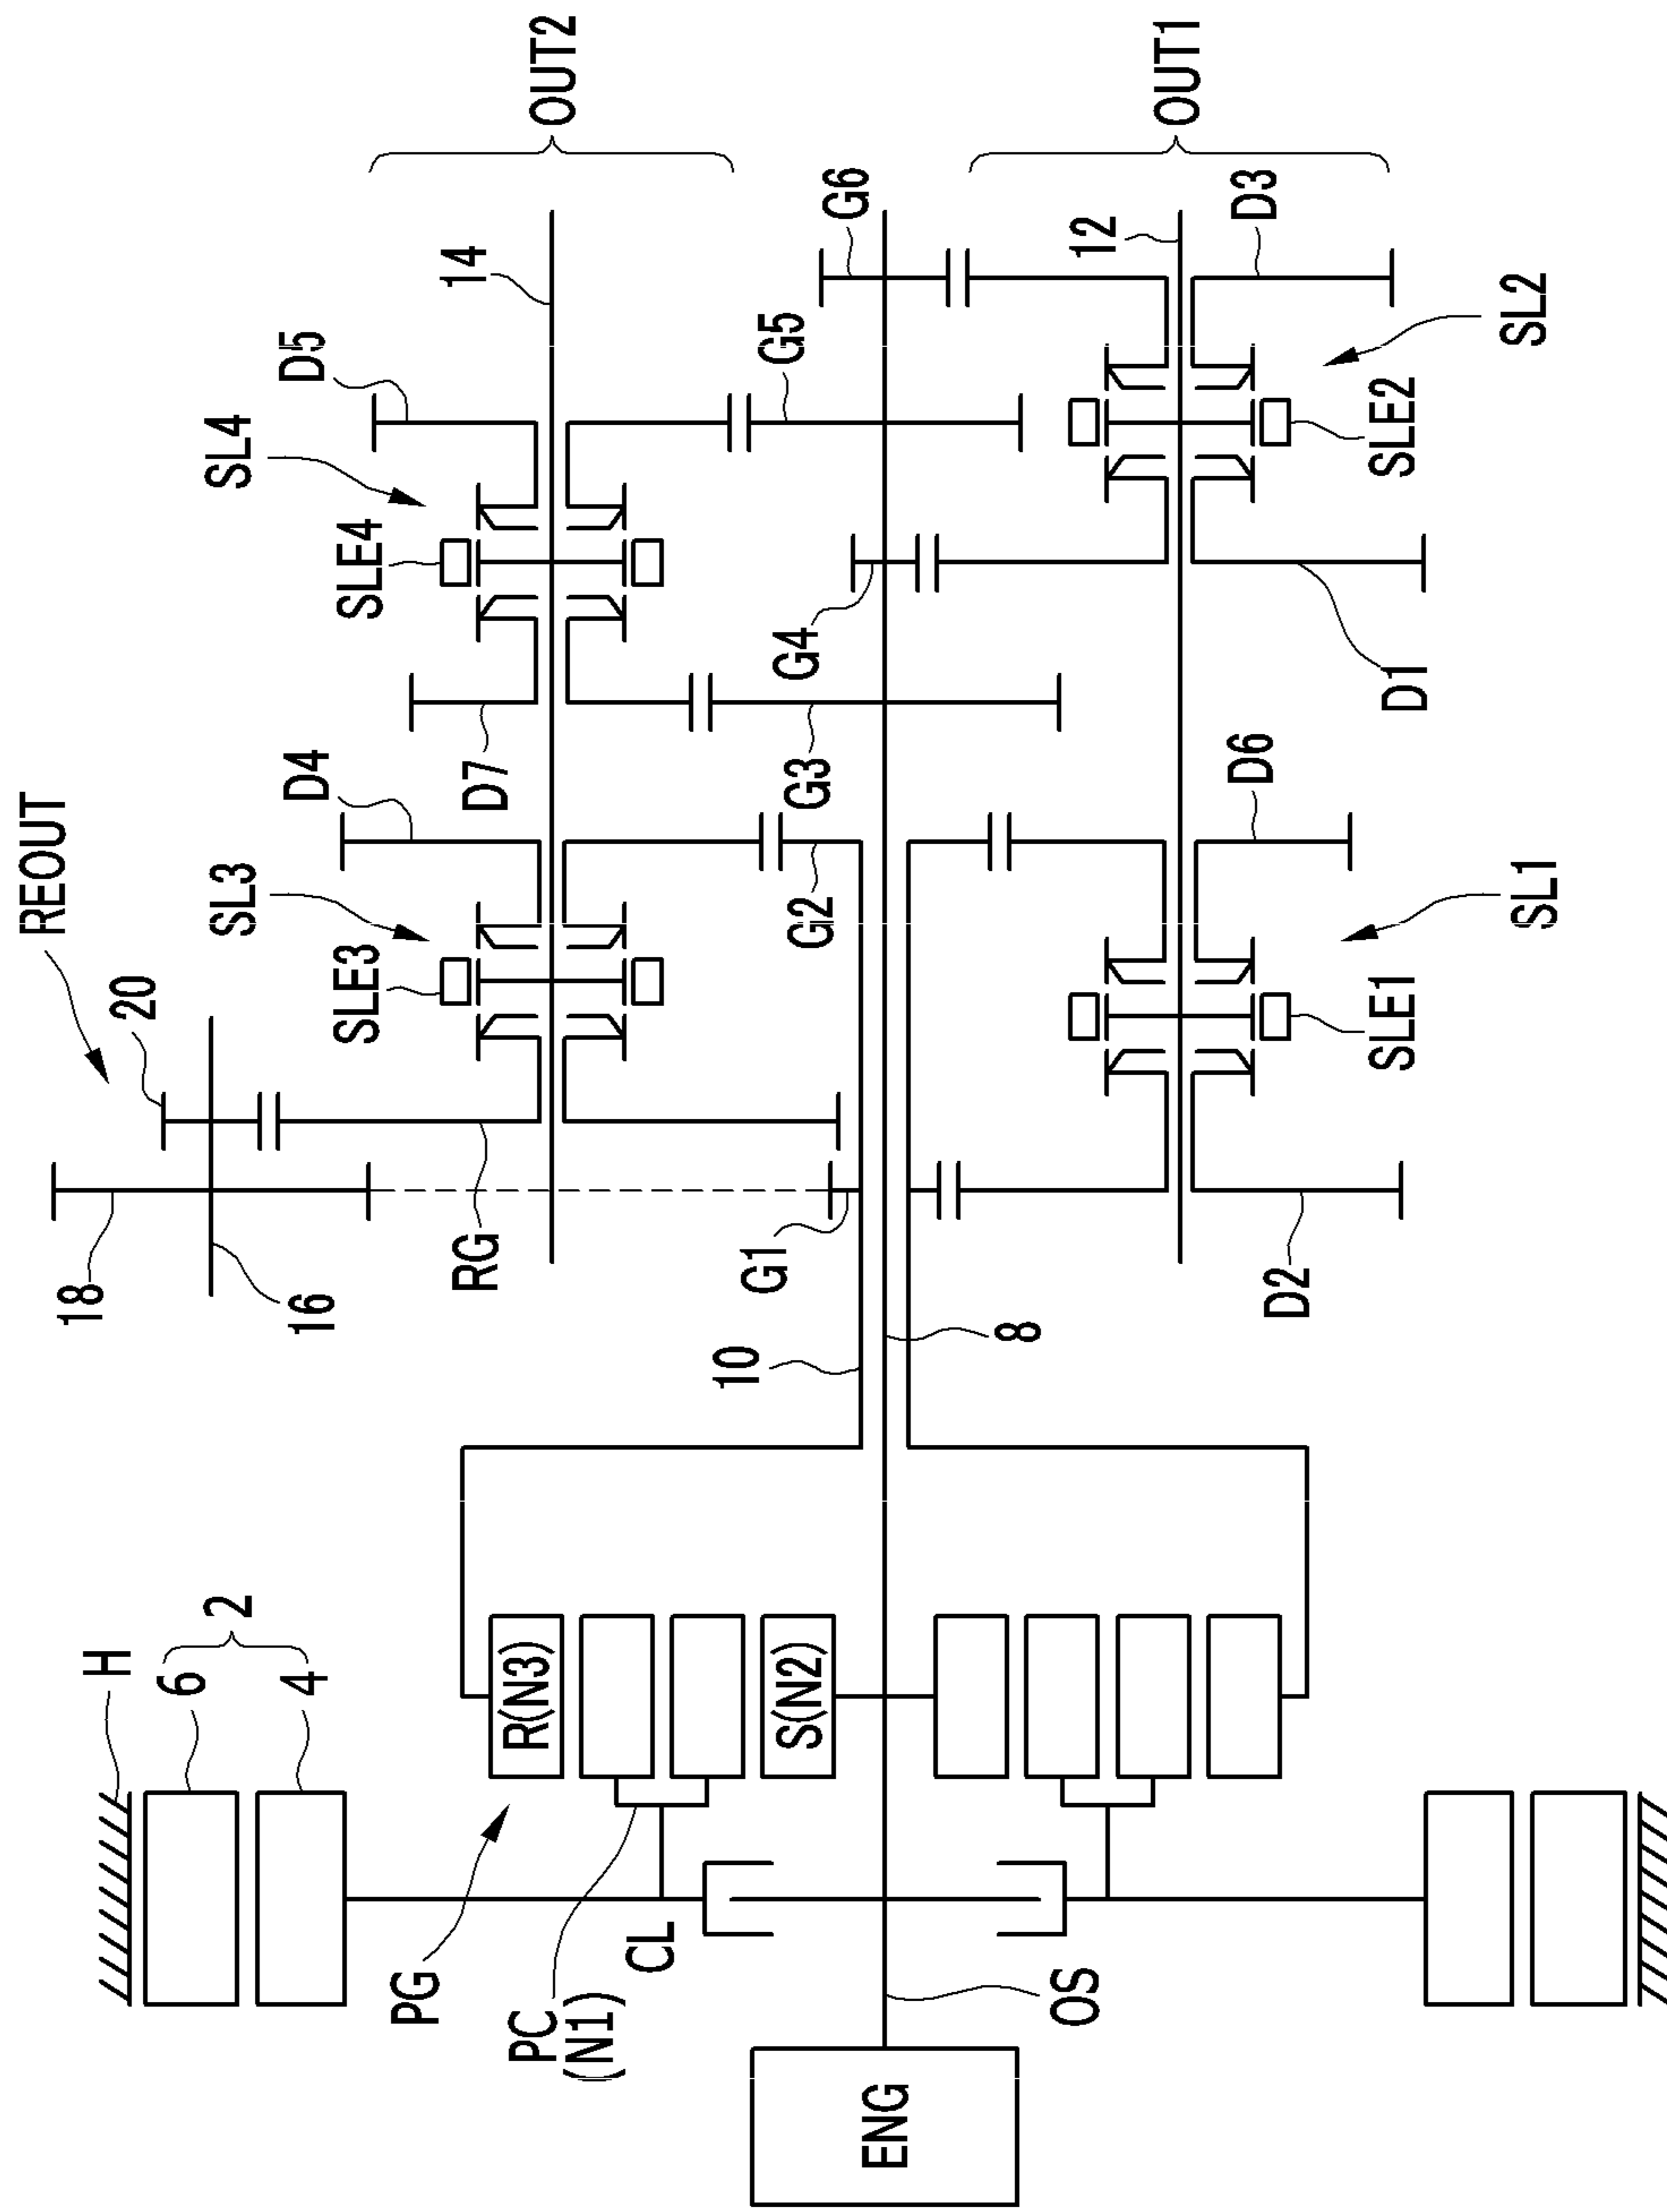 OUT2
OUT1
G6
D3
12
14
SL2
G5
D5
SL4
SLE2
SLE4
G4
D1
D7
G3
D4
D6
REOUT
SL3
G2
SL1
SLE3
SLE1
20
RG
G1
D2
18
16
8
10
2
H
6
4
R(N3)
S(N2)
CL
PG
PC
(N1)
OS
ENG